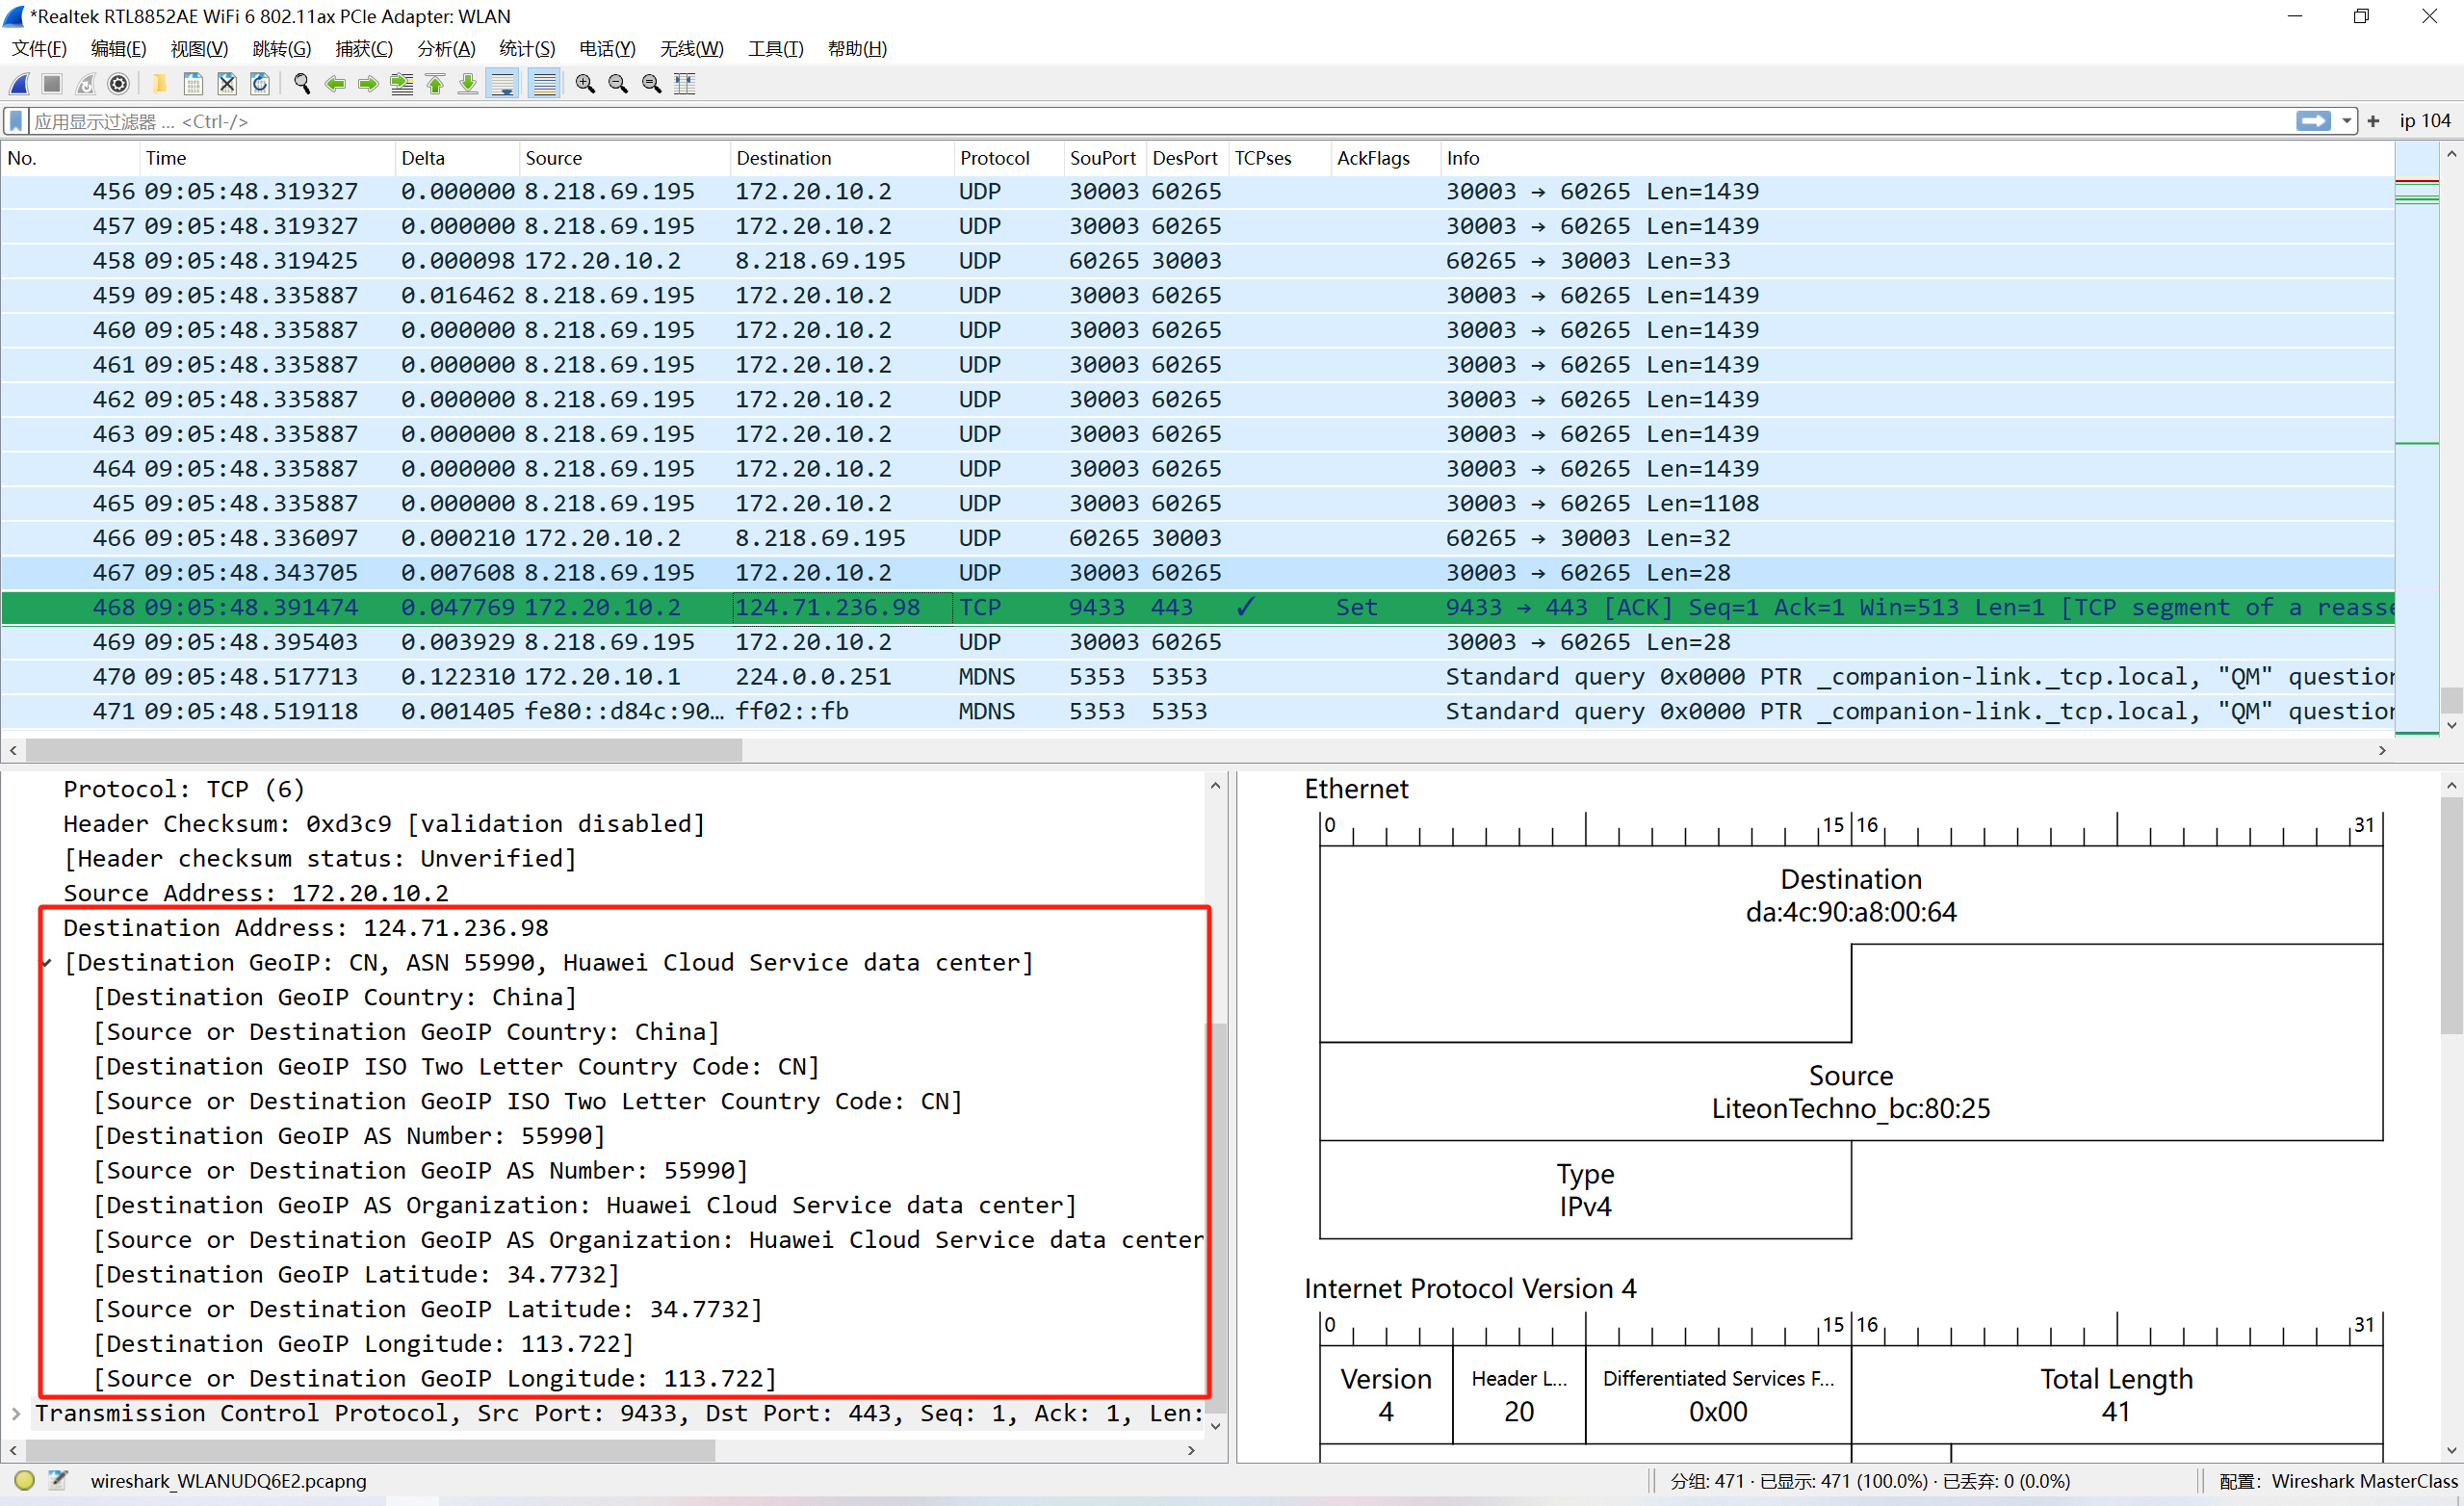 *Realtek RTL8852AE WiFi 6 802.11ax PCIe Adapter: WLAN
文件(F) 编辑(E) 视图(V) 跳转(G) 捕获(C) 分析(A) 统计(S) 电话(Y) 无线(W) 工具(T) 帮助(H)
应用显示过滤器 … <Ctrl-/> ip 104
No. Time Delta Source Destination Protocol SouPort DesPort TCPses AckFlags Info
456 09:05:48.319327 0.000000 8.218.69.195 172.20.10.2 UDP 30003 60265 30003 → 60265 Len=1439
457 09:05:48.319327 0.000000 8.218.69.195 172.20.10.2 UDP 30003 60265 30003 → 60265 Len=1439
458 09:05:48.319425 0.000098 172.20.10.2 8.218.69.195 UDP 60265 30003 60265 → 30003 Len=33
459 09:05:48.335887 0.016462 8.218.69.195 172.20.10.2 UDP 30003 60265 30003 → 60265 Len=1439
460 09:05:48.335887 0.000000 8.218.69.195 172.20.10.2 UDP 30003 60265 30003 → 60265 Len=1439
461 09:05:48.335887 0.000000 8.218.69.195 172.20.10.2 UDP 30003 60265 30003 → 60265 Len=1439
462 09:05:48.335887 0.000000 8.218.69.195 172.20.10.2 UDP 30003 60265 30003 → 60265 Len=1439
463 09:05:48.335887 0.000000 8.218.69.195 172.20.10.2 UDP 30003 60265 30003 → 60265 Len=1439
464 09:05:48.335887 0.000000 8.218.69.195 172.20.10.2 UDP 30003 60265 30003 → 60265 Len=1439
465 09:05:48.335887 0.000000 8.218.69.195 172.20.10.2 UDP 30003 60265 30003 → 60265 Len=1108
466 09:05:48.336097 0.000210 172.20.10.2 8.218.69.195 UDP 60265 30003 60265 → 30003 Len=32
467 09:05:48.343705 0.007608 8.218.69.195 172.20.10.2 UDP 30003 60265 30003 → 60265 Len=28
468 09:05:48.391474 0.047769 172.20.10.2 124.71.236.98 TCP 9433 443 ✓ Set 9433 → 443 [ACK] Seq=1 Ack=1 Win=513 Len=1 [TCP segment of a reasse
469 09:05:48.395403 0.003929 8.218.69.195 172.20.10.2 UDP 30003 60265 30003 → 60265 Len=28
470 09:05:48.517713 0.122310 172.20.10.1 224.0.0.251 MDNS 5353 5353 Standard query 0x0000 PTR _companion-link._tcp.local, "QM" question
471 09:05:48.519118 0.001405 fe80::d84c:90… ff02::fb MDNS 5353 5353 Standard query 0x0000 PTR _companion-link._tcp.local, "QM" question
Protocol: TCP (6)
Header Checksum: 0xd3c9 [validation disabled]
[Header checksum status: Unverified]
Source Address: 172.20.10.2
Destination Address: 124.71.236.98
[Destination GeoIP: CN, ASN 55990, Huawei Cloud Service data center]
[Destination GeoIP Country: China]
[Source or Destination GeoIP Country: China]
[Destination GeoIP ISO Two Letter Country Code: CN]
[Source or Destination GeoIP ISO Two Letter Country Code: CN]
[Destination GeoIP AS Number: 55990]
[Source or Destination GeoIP AS Number: 55990]
[Destination GeoIP AS Organization: Huawei Cloud Service data center]
[Source or Destination GeoIP AS Organization: Huawei Cloud Service data center
[Destination GeoIP Latitude: 34.7732]
[Source or Destination GeoIP Latitude: 34.7732]
[Destination GeoIP Longitude: 113.722]
[Source or Destination GeoIP Longitude: 113.722]
Transmission Control Protocol, Src Port: 9433, Dst Port: 443, Seq: 1, Ack: 1, Len:
Ethernet
0 15 16 31
Destination
da:4c:90:a8:00:64
Source
LiteonTechno_bc:80:25
Type
IPv4
Internet Protocol Version 4
0 15 16 31
Version Header L... Differentiated Services F... Total Length
4 20 0x00 41
wireshark_WLANUDQ6E2.pcapng 分组: 471 · 已显示: 471 (100.0%) · 已丢弃: 0 (0.0%) 配置: Wireshark MasterClass